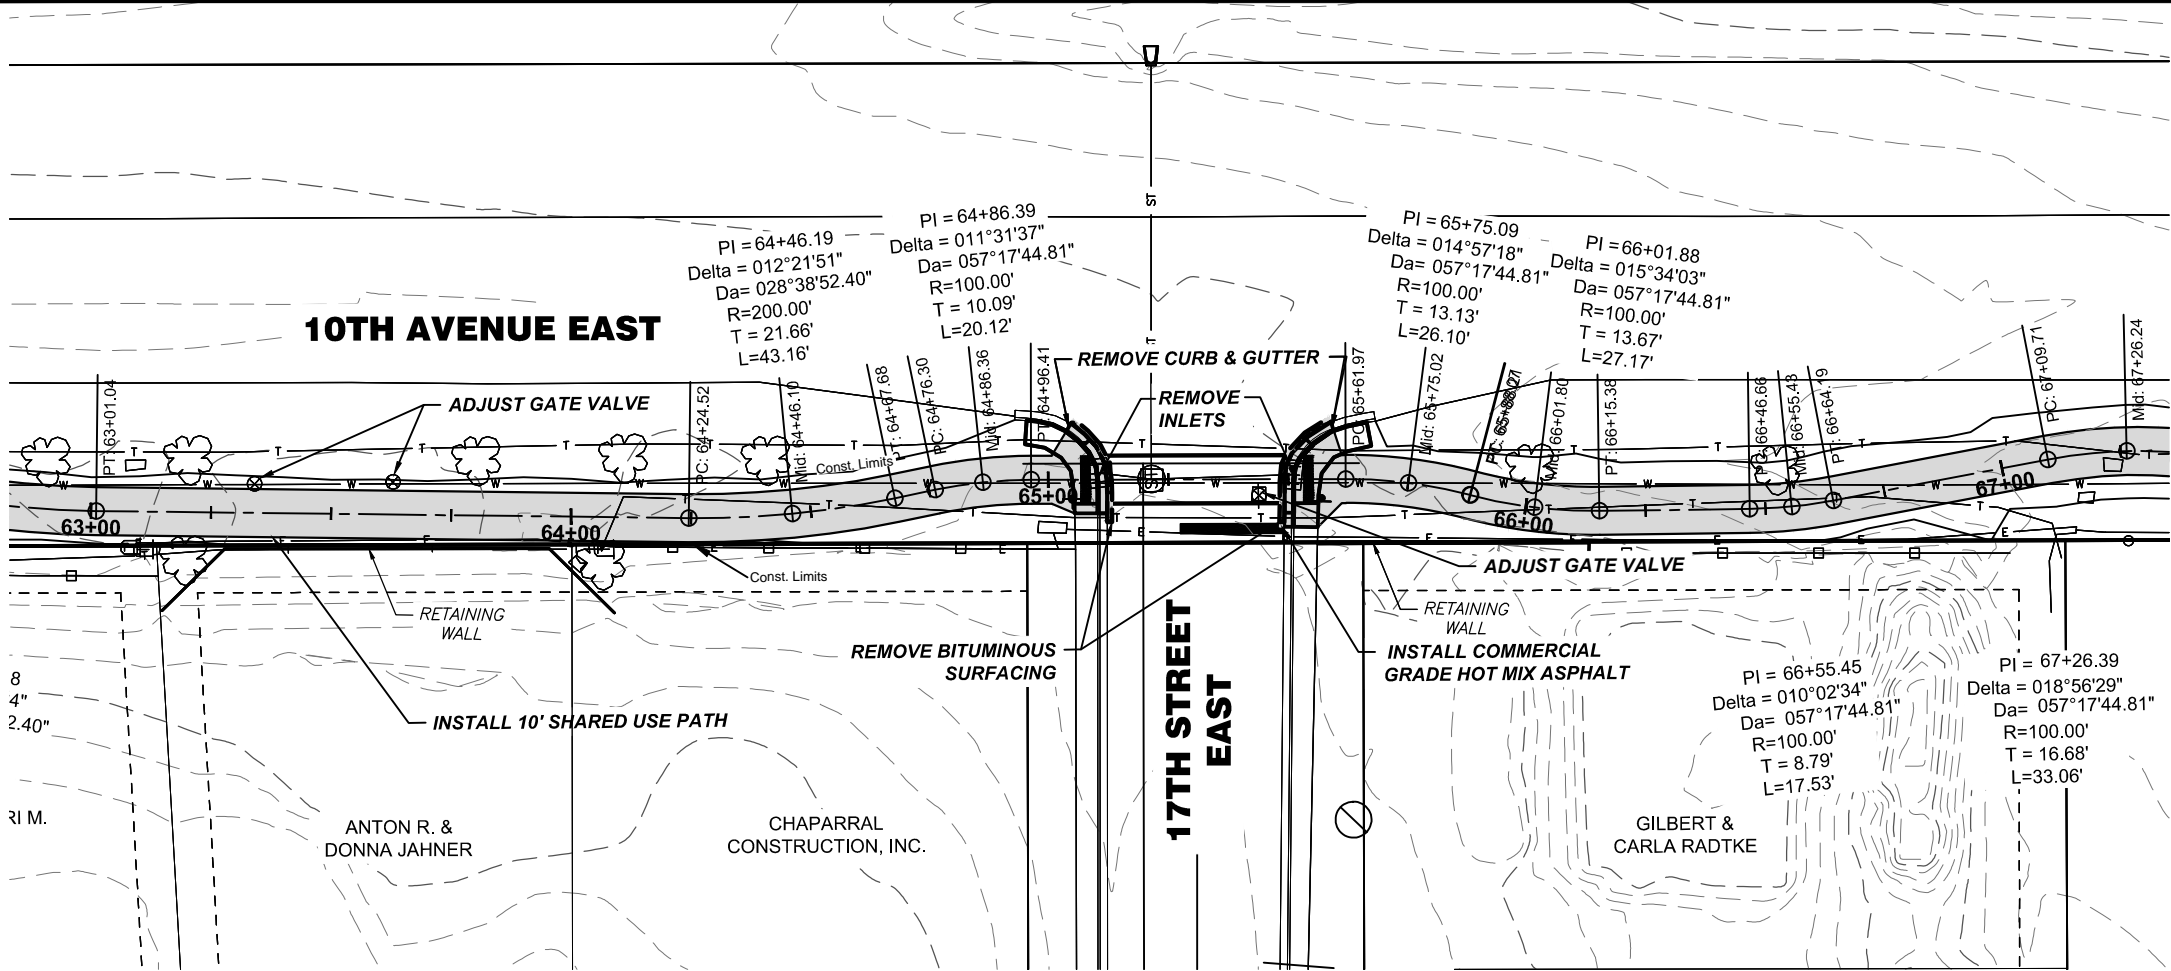 PI = 64+46.19
Delta = 012°21'51"
Da= 028°38'52.40"
R=200.00'
T = 21.66'
L=43.16'
PI = 64+86.39
Delta = 011°31'37"
Da= 057°17'44.81"
R=100.00'
T = 10.09'
L=20.12'
PI = 65+75.09
Delta = 014°57'18"
Da= 057°17'44.81"
R=100.00'
T = 13.13'
L=26.10'
PI = 66+01.88
Delta = 015°34'03"
Da= 057°17'44.81"
R=100.00'
T = 13.67'
L=27.17'
ST
10TH AVENUE EAST
REMOVE CURB & GUTTER
REMOVE
INLETS
ADJUST GATE VALVE
PT: 63+01.04
PC: 64+24.52
Mid: 64+46.10
PT: 64+67.68
PC: 64+76.30
Mid: 64+86.36
PT: 64+96.41
PC: 65+61.97
Mid: 65+75.02
Mid: 66+01.80
PT: 66+15.38
PC: 66+46.66
Mid: 66+55.43
PT: 66+64.19
PC: 67+09.71
Mid: 67+26.24
Const. Limits
63+00
64+00
65+00
66+00
67+00
Const. Limits
ADJUST GATE VALVE
RETAINING
WALL
RETAINING
WALL
REMOVE BITUMINOUS
SURFACING
INSTALL COMMERCIAL
GRADE HOT MIX ASPHALT
INSTALL 10' SHARED USE PATH
17TH STREET
EAST
8
4"
2.40"
PI = 66+55.45
Delta = 010°02'34"
Da= 057°17'44.81"
R=100.00'
T = 8.79'
L=17.53'
PI = 67+26.39
Delta = 018°56'29"
Da= 057°17'44.81"
R=100.00'
T = 16.68'
L=33.06'
RI M.
ANTON R. &
DONNA JAHNER
CHAPARRAL
CONSTRUCTION, INC.
GILBERT &
CARLA RADTKE